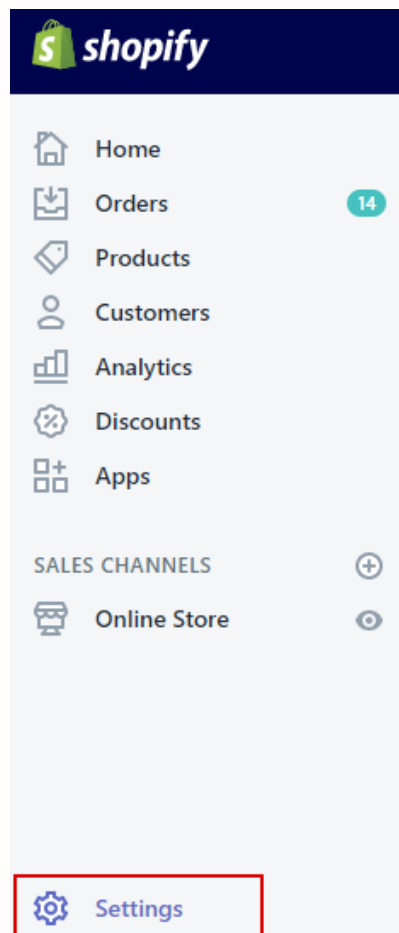 shopify
Home
Orders 14
Products
Customers
Analytics
Discounts
Apps
SALES CHANNELS
Online Store
Settings